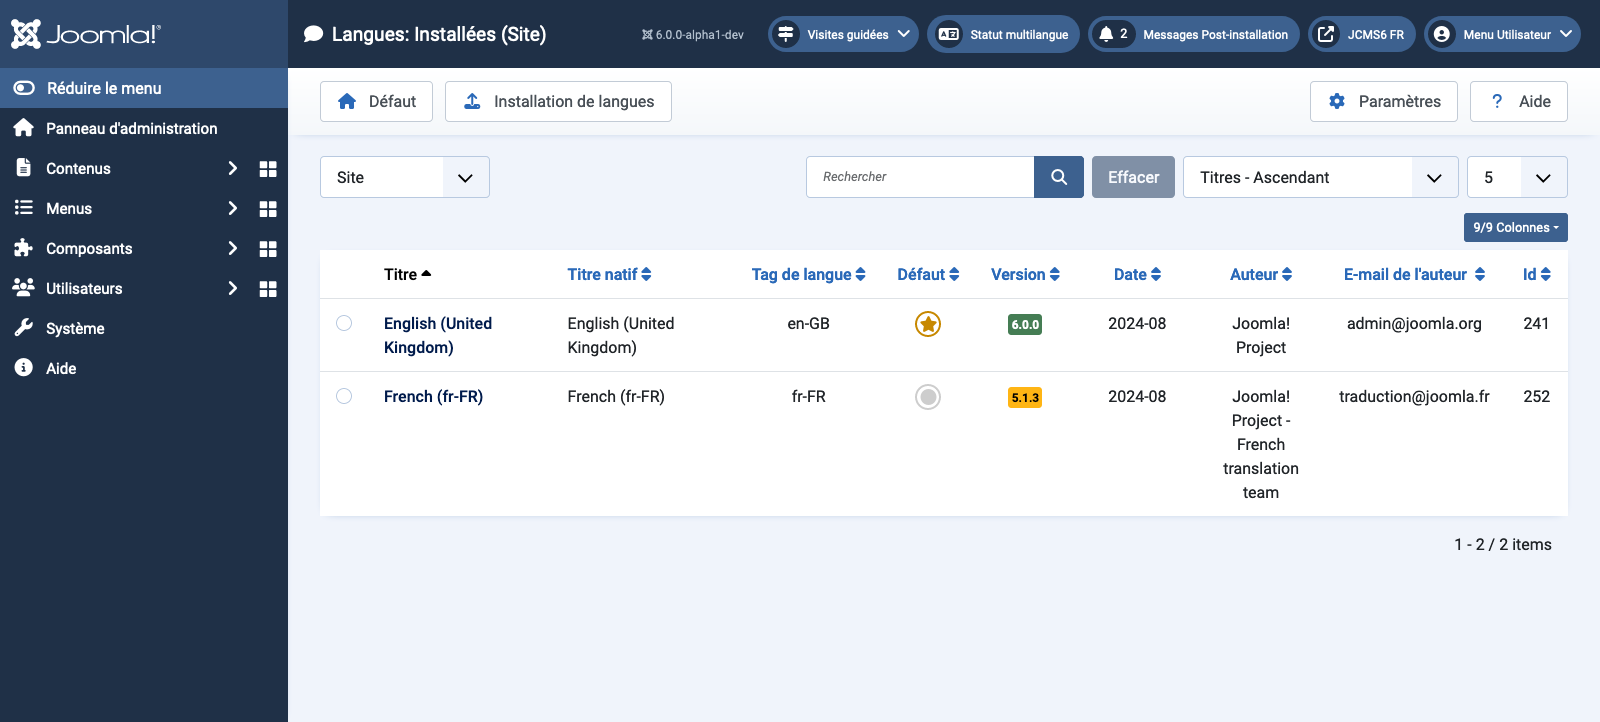 Joomla!®
Langues: Installées (Site)
6.0.0-alpha1-dev
Visites guidées
Statut multilangue
2 Messages Post-installation
JCMS6 FR
Menu Utilisateur
Réduire le menu
Panneau d'administration
Contenus
Menus
Composants
Utilisateurs
Système
Aide
Défaut
Installation de langues
Paramètres
? Aide
Site
Rechercher
Effacer
Titres - Ascendant
5
9/9 Colonnes
Titre Titre natif Tag de langue Défaut Version Date Auteur E-mail de l'auteur Id
English (United English (United en-GB 6.0.0 2024-08 Joomla! admin@joomla.org 241
Kingdom) Kingdom) Project
French (fr-FR) French (fr-FR) fr-FR 5.1.3 2024-08 Joomla! traduction@joomla.fr 252
Project -
French
translation
team
1 - 2 / 2 items